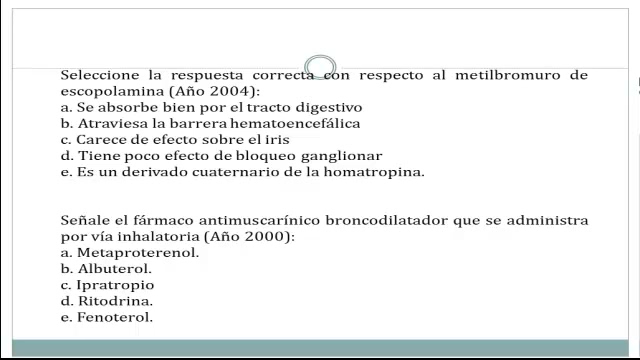 Seleccione la respuesta correcta con respecto al metilbromuro de
escopolamina (Año 2004):
a. Se absorbe bien por el tracto digestivo
b. Atraviesa la barrera hematoencefálica
c. Carece de efecto sobre el iris
d. Tiene poco efecto de bloqueo ganglionar
e. Es un derivado cuaternario de la homatropina.
Señale el fármaco antimuscarínico broncodilatador que se administra
por vía inhalatoria (Año 2000):
a. Metaproterenol.
b. Albuterol.
c. Ipratropio
d. Ritodrina.
e. Fenoterol.